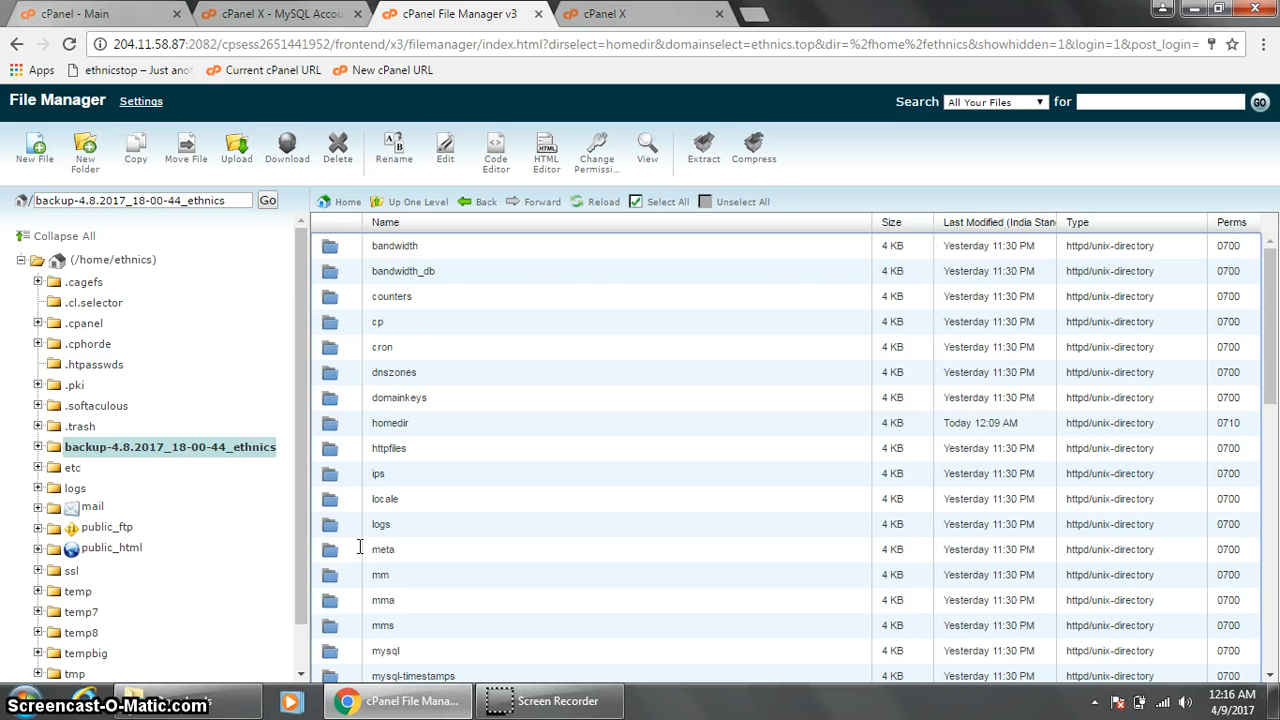 cPanel - Main
cPanel X - MySQL Accou
cPanel File Manager v3
cPanel X
204.11.58.87:2082/cpsess2651441952/frontend/x3/filemanager/index.html?dirselect=homedir&domainselect=ethnics.top&dir=%2fhome%2fethnics&showhidden=1&login=1&post_login=
Apps
ethnicstop – Just anot
Current cPanel URL
New cPanel URL
File Manager
Settings
Search
All Your Files
for
GO
New File
New Folder
Copy
Move File
Upload
Download
Delete
Rename
Edit
Code Editor
HTML Editor
Change Permissi...
View
Extract
Compress
/ backup-4.8.2017_18-00-44_ethnics
Go
Home
Up One Level
Back
Forward
Reload
Select All
Unselect All
Collapse All
(/home/ethnics)
.cagefs
.cl.selector
.cpanel
.cphorde
.htpasswds
.pki
.softaculous
.trash
backup-4.8.2017_18-00-44_ethnics
etc
logs
mail
public_ftp
public_html
ssl
temp
temp7
temp8
tempbig
tmp
Name Size Last Modified (India Stan Type Perms
bandwidth 4 KB Yesterday 11:30 PM httpd/unix-directory 0700
bandwidth_db 4 KB Yesterday 11:30 PM httpd/unix-directory 0700
counters 4 KB Yesterday 11:30 PM httpd/unix-directory 0700
cp 4 KB Yesterday 11:30 PM httpd/unix-directory 0700
cron 4 KB Yesterday 11:30 PM httpd/unix-directory 0700
dnszones 4 KB Yesterday 11:30 PM httpd/unix-directory 0700
domainkeys 4 KB Yesterday 11:30 PM httpd/unix-directory 0700
homedir 4 KB Today 12:09 AM httpd/unix-directory 0710
httpfiles 4 KB Yesterday 11:30 PM httpd/unix-directory 0700
ips 4 KB Yesterday 11:30 PM httpd/unix-directory 0700
locale 4 KB Yesterday 11:30 PM httpd/unix-directory 0700
logs 4 KB Yesterday 11:30 PM httpd/unix-directory 0700
meta 4 KB Yesterday 11:30 PM httpd/unix-directory 0700
mm 4 KB Yesterday 11:30 PM httpd/unix-directory 0700
mma 4 KB Yesterday 11:30 PM httpd/unix-directory 0700
mms 4 KB Yesterday 11:30 PM httpd/unix-directory 0700
mysql 4 KB Yesterday 11:30 PM httpd/unix-directory 0700
mysql-timestamps 4 KB Yesterday 11:30 PM httpd/unix-directory 0700
cPanel File Mana...
Screen Recorder
12:16 AM
4/9/2017
Screencast-O-Matic.com